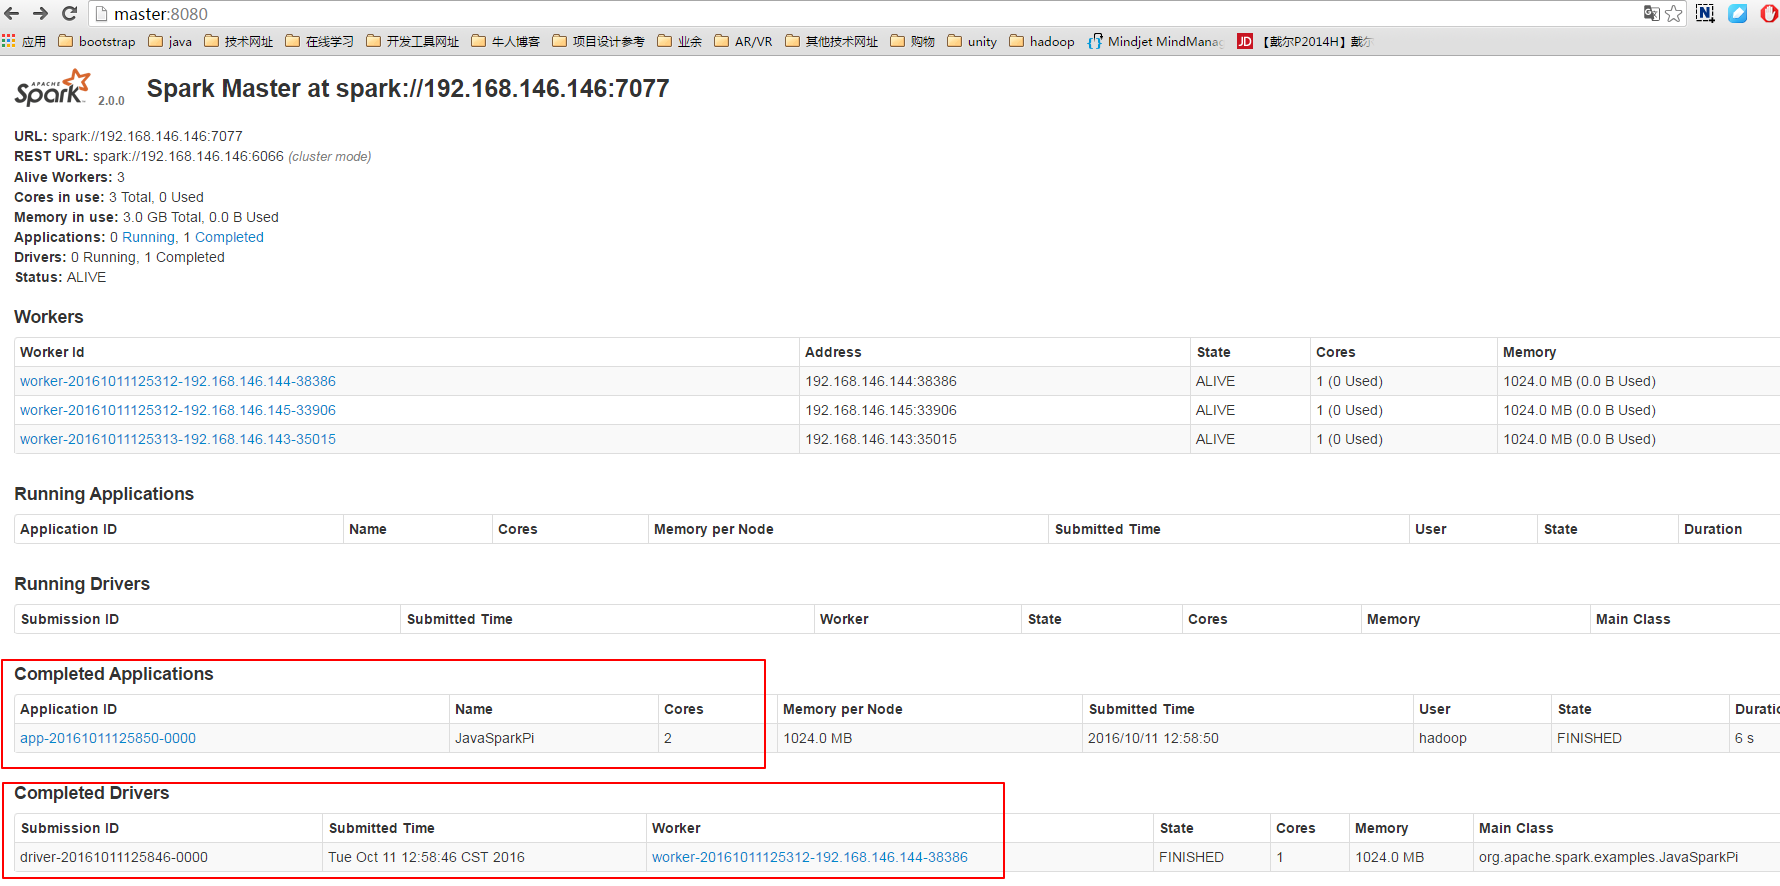 master:8080
应用 bootstrap java 技术网址 在线学习 开发工具网址 牛人博客 项目设计参考 业余 AR/VR 其他技术网址 购物 unity hadoop Mindjet MindManag JD 【戴尔P2014H】戴尔
APACHE Spark 2.0.0 Spark Master at spark://192.168.146.146:7077
URL: spark://192.168.146.146:7077
REST URL: spark://192.168.146.146:6066 (cluster mode)
Alive Workers: 3
Cores in use: 3 Total, 0 Used
Memory in use: 3.0 GB Total, 0.0 B Used
Applications: 0 Running, 1 Completed
Drivers: 0 Running, 1 Completed
Status: ALIVE
Workers
Worker Id Address State Cores Memory
worker-20161011125312-192.168.146.144-38386 192.168.146.144:38386 ALIVE 1 (0 Used) 1024.0 MB (0.0 B Used)
worker-20161011125312-192.168.146.145-33906 192.168.146.145:33906 ALIVE 1 (0 Used) 1024.0 MB (0.0 B Used)
worker-20161011125313-192.168.146.143-35015 192.168.146.143:35015 ALIVE 1 (0 Used) 1024.0 MB (0.0 B Used)
Running Applications
Application ID Name Cores Memory per Node Submitted Time User State Duration
Running Drivers
Submission ID Submitted Time Worker State Cores Memory Main Class
Completed Applications
Application ID Name Cores Memory per Node Submitted Time User State Duratio
app-20161011125850-0000 JavaSparkPi 2 1024.0 MB 2016/10/11 12:58:50 hadoop FINISHED 6 s
Completed Drivers
Submission ID Submitted Time Worker State Cores Memory Main Class
driver-20161011125846-0000 Tue Oct 11 12:58:46 CST 2016 worker-20161011125312-192.168.146.144-38386 FINISHED 1 1024.0 MB org.apache.spark.examples.JavaSparkPi